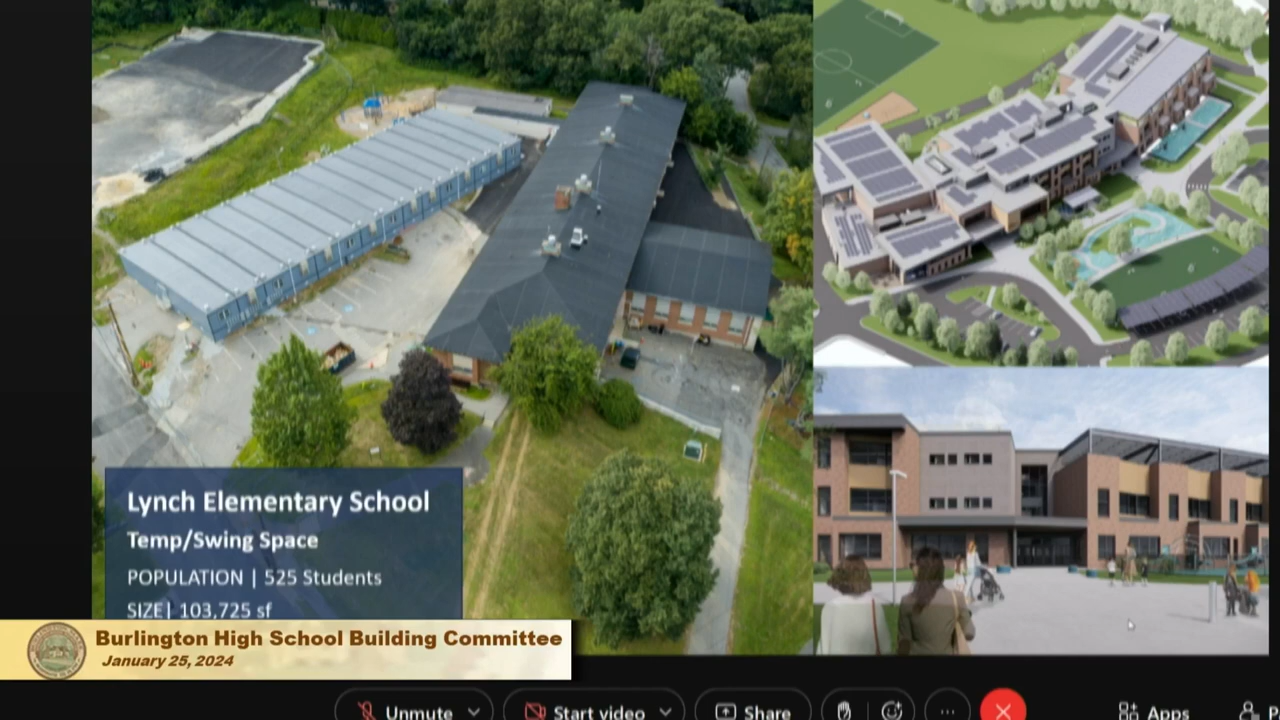 Lynch Elementary School
Temp/Swing Space
POPULATION | 525 Students
SIZE| 103,725 sf
Burlington High School Building Committee
January 25, 2024
Unmute
Start video
Share
Apps